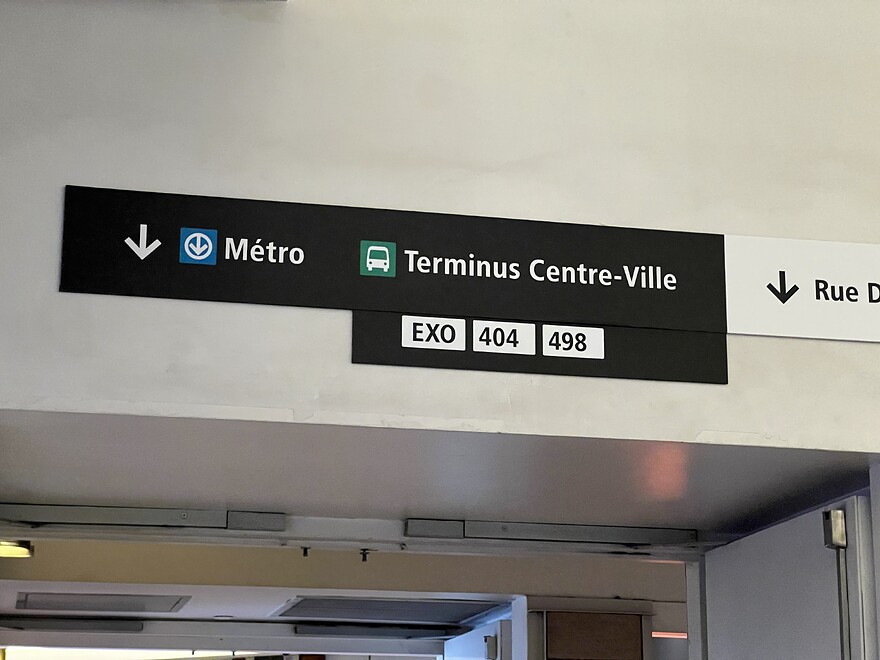 Métro
Terminus Centre-Ville
EXO 404 498
Rue